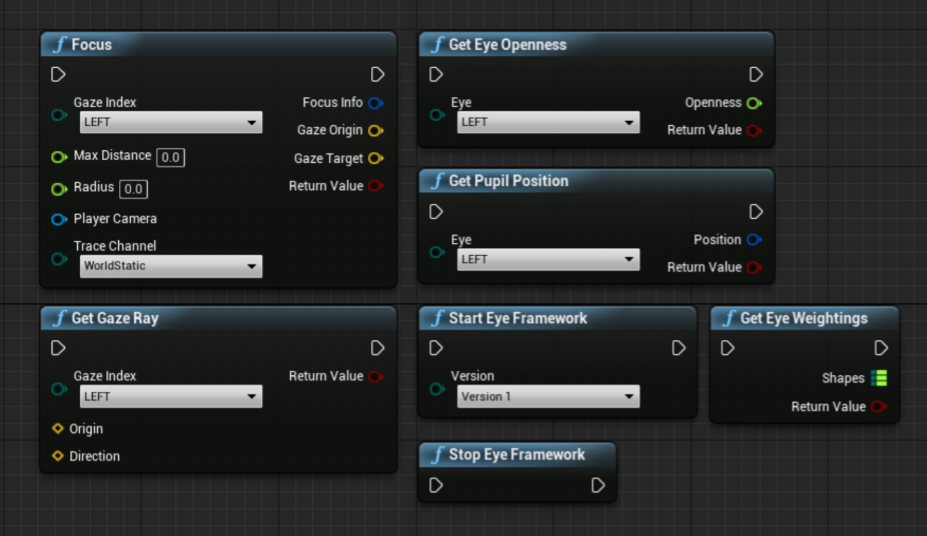 Focus
Gaze Index
LEFT
Max Distance 0.0
Radius 0.0
Player Camera
Trace Channel
WorldStatic
Focus Info
Gaze Origin
Gaze Target
Return Value
Get Eye Openness
Eye
LEFT
Openness
Return Value
Get Pupil Position
Eye
LEFT
Position
Return Value
Get Gaze Ray
Gaze Index
LEFT
Origin
Direction
Return Value
Start Eye Framework
Version
Version 1
Get Eye Weightings
Shapes
Return Value
Stop Eye Framework